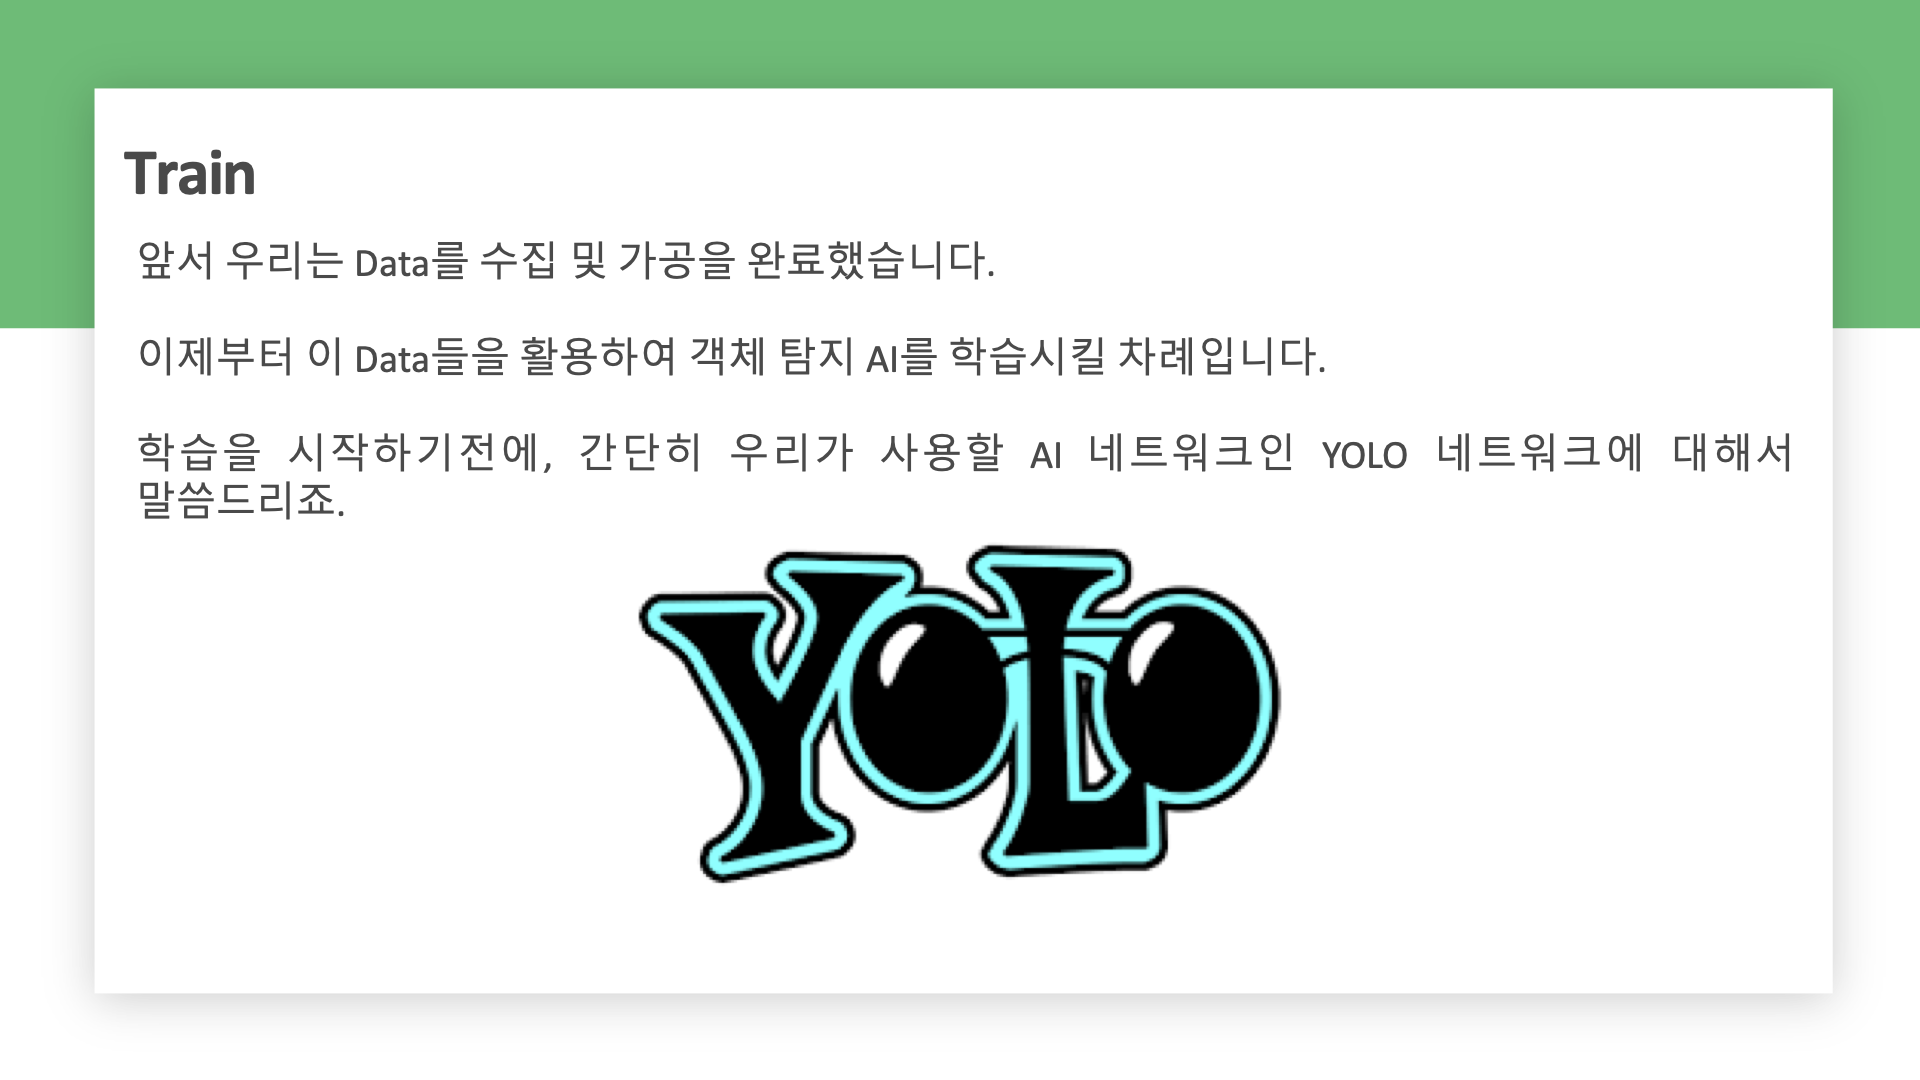 Train
앞서 우리는 Data를 수집 및 가공을 완료했습니다.
이제부터 이 Data들을 활용하여 객체 탐지 AI를 학습시킬 차례입니다.
학습을 시작하기전에, 간단히 우리가 사용할 AI 네트워크인 YOLO 네트워크에 대해서
말씀드리죠.
YOLO